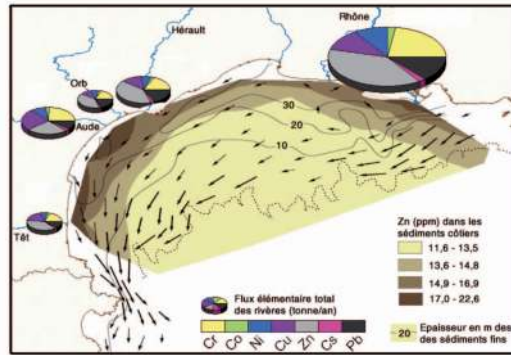 Rhône
Hérault
Orb
Aude
Têt
30
20
10
Zn (ppm) dans les
sédiments côtiers
11,6 - 13,5
13,6 - 14,8
14,9 - 16,9
17,0 - 22,6
Flux élémentaire total
des rivières (tonne/an)
Cr
Co
Ni
Cu
Zn
Cs
Pb
20
Epaisseur en m des
des sédiments fins